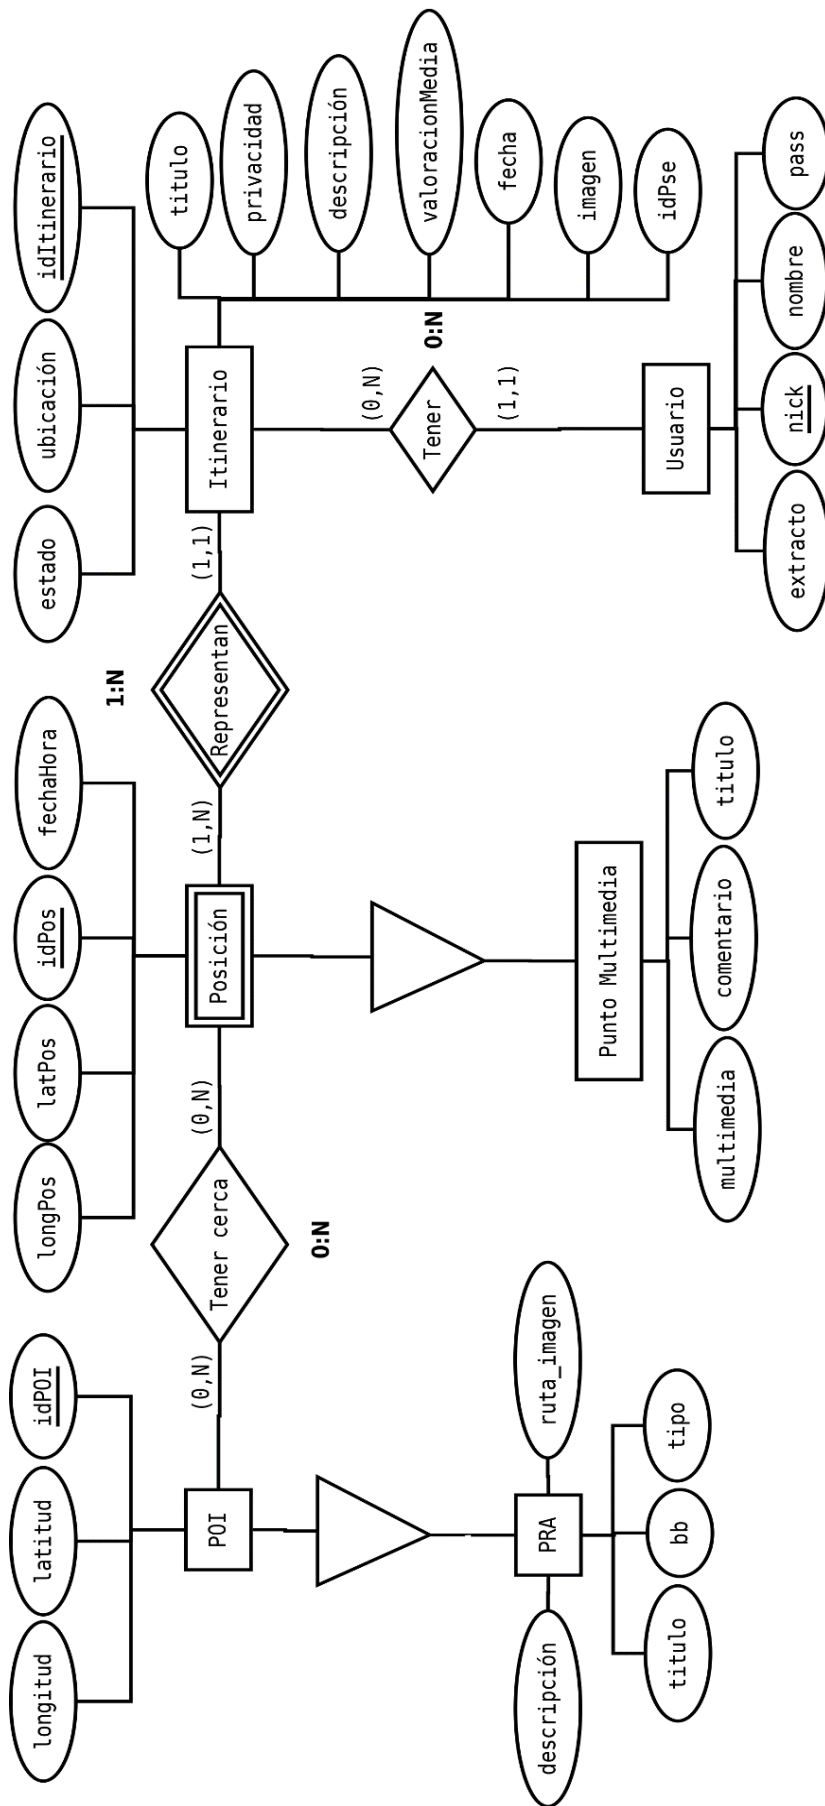 longitud
latitud
idPOI
longPos
latPos
idPos
fechaHora
estado
ubicación
idItinerario
1:N
POI
(0,N)
Tener cerca
(0,N)
Posición
(1,N)
Representan
(1,1)
Itinerario
titulo
privacidad
descripción
valoracionMedia
fecha
imagen
idPse
0:N
(0,N)
Tener
0:N
(1,1)
descripción
PRA
ruta_imagen
Punto Multimedia
Usuario
titulo
bb
tipo
multimedia
comentario
titulo
extracto
nick
nombre
pass